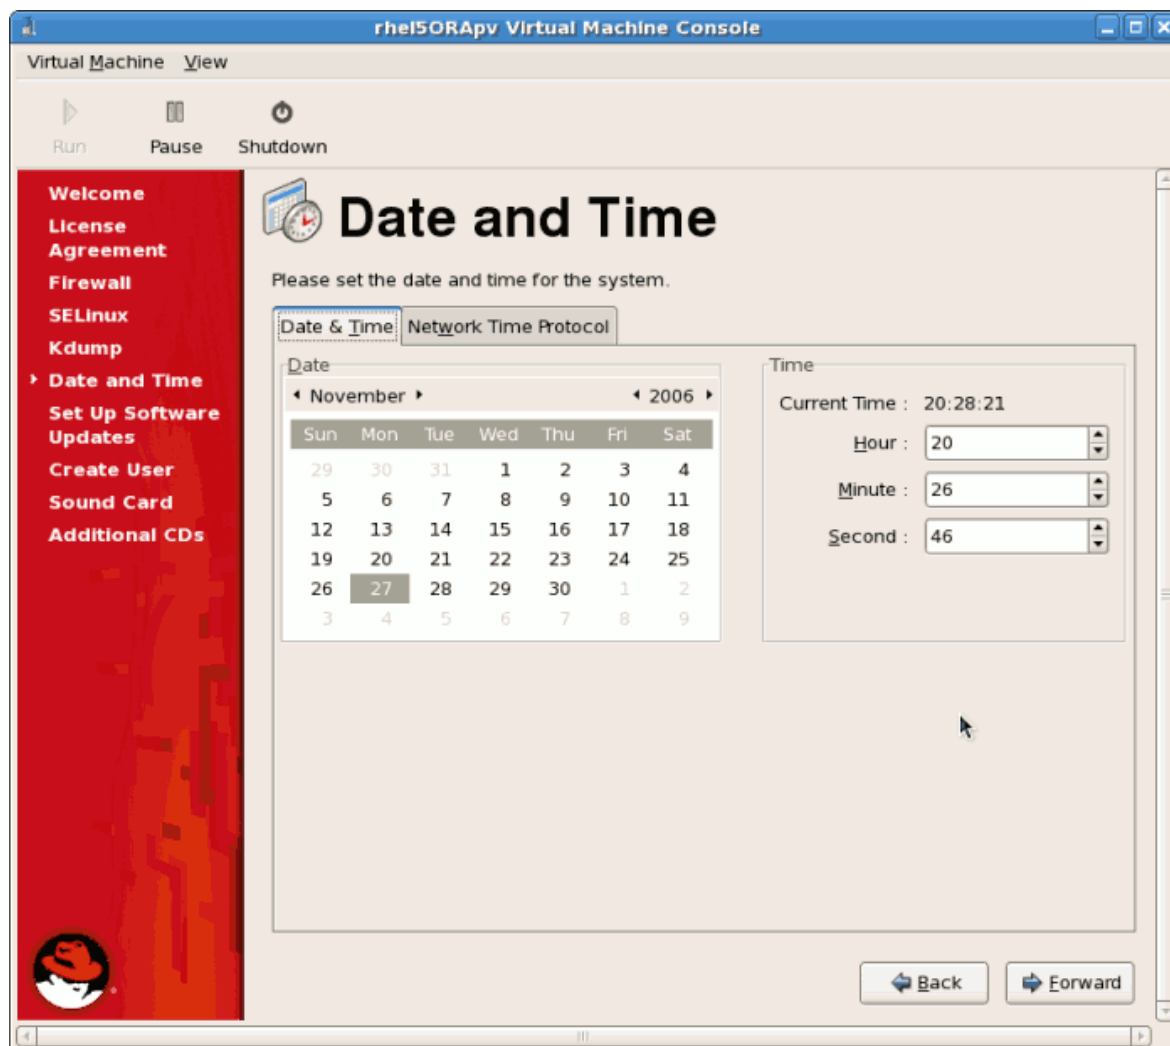 rhel5ORApv Virtual Machine Console
Virtual Machine View
Run Pause Shutdown
Welcome
License
Agreement
Firewall
SELinux
Kdump
Date and Time
Set Up Software
Updates
Create User
Sound Card
Additional CDs
Date and Time
Please set the date and time for the system.
Date & Time Network Time Protocol
Date
November 2006
Sun Mon Tue Wed Thu Fri Sat
29 30 31 1 2 3 4
5 6 7 8 9 10 11
12 13 14 15 16 17 18
19 20 21 22 23 24 25
26 27 28 29 30 1 2
3 4 5 6 7 8 9
Time
Current Time : 20:28:21
Hour : 20
Minute : 26
Second : 46
Back Forward